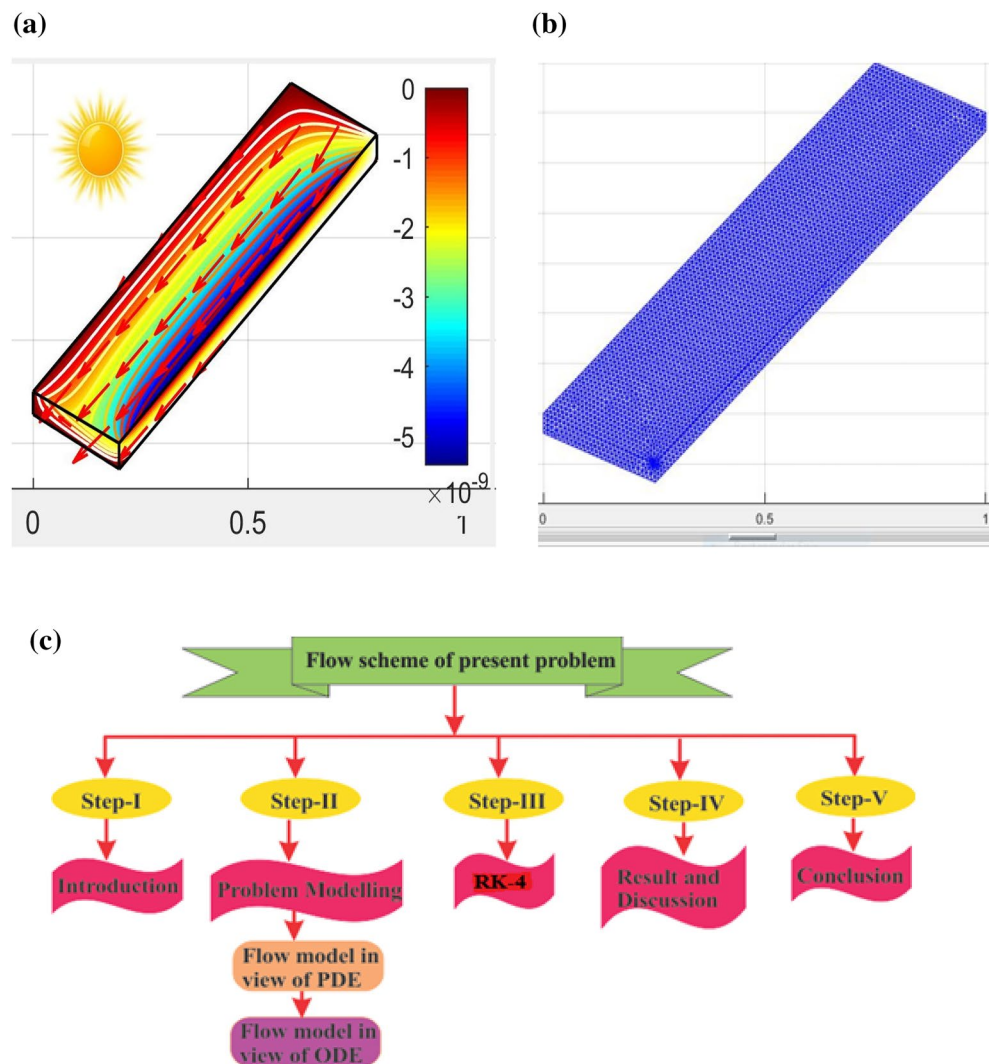 (a)
(b)
0
-1
-2
-3
-4
-5
×10-9
0 0.5 1
0 0.5 1
(c)
Flow scheme of present problem
Step-I Step-II Step-III Step-IV Step-V
Introduction
Problem Modelling
RK-4
Result and
Discussion
Conclusion
Flow model in
view of PDE
Flow model in
view of ODE